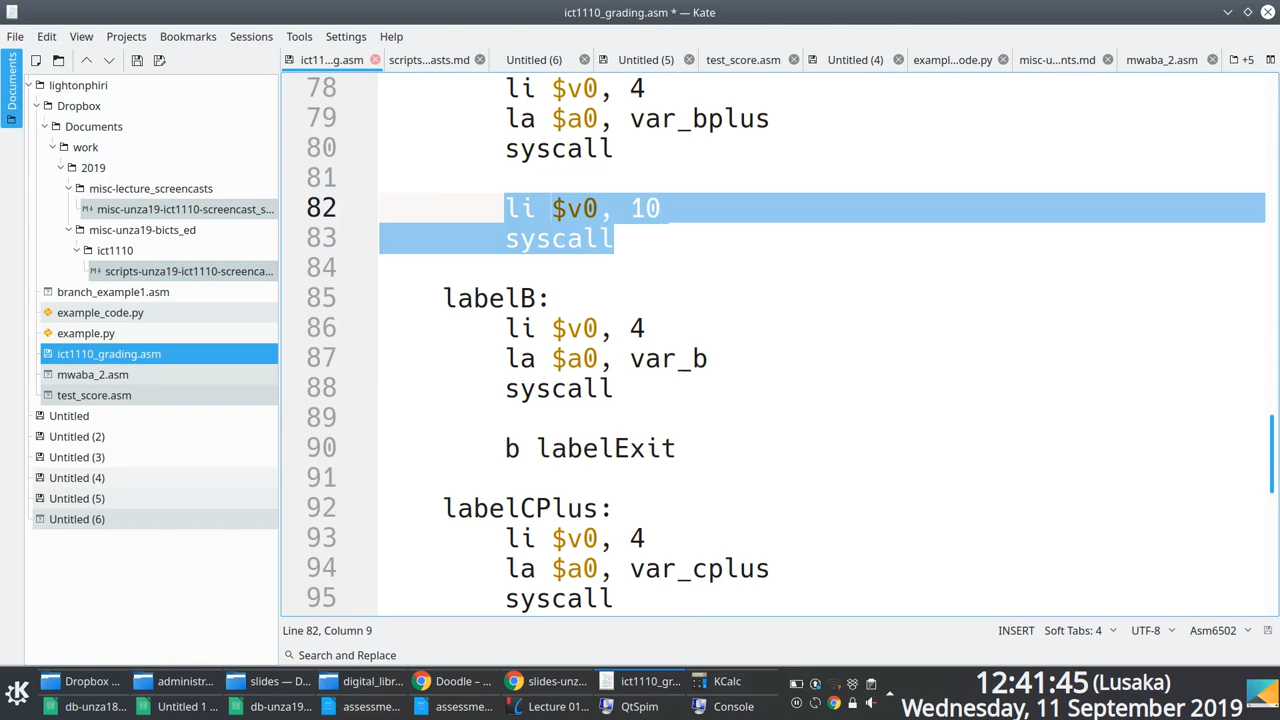 ict1110_grading.asm * — Kate
File Edit View Projects Bookmarks Sessions Tools Settings Help
Documents
ict11...g.asm scripts...asts.md Untitled (6) Untitled (5) test_score.asm Untitled (4) exampl...ode.py misc-u...nts.md mwaba_2.asm +5
lightonphiri
Dropbox
Documents
work
2019
misc-lecture_screencasts
misc-unza19-ict1110-screencast_s...
misc-unza19-bicts_ed
ict1110
scripts-unza19-ict1110-screenca...
branch_example1.asm
example_code.py
example.py
ict1110_grading.asm
mwaba_2.asm
test_score.asm
Untitled
Untitled (2)
Untitled (3)
Untitled (4)
Untitled (5)
Untitled (6)
78 li $v0, 4
79 la $a0, var_bplus
80 syscall
81
82 li $v0, 10
83 syscall
84
85 labelB:
86 li $v0, 4
87 la $a0, var_b
88 syscall
89
90 b labelExit
91
92 labelCPlus:
93 li $v0, 4
94 la $a0, var_cplus
95 syscall
Line 82, Column 9 INSERT Soft Tabs: 4 UTF-8 Asm6502
Search and Replace
Dropbox ... administr... slides — D... digital_libr... Doodle – ... slides-unz... ict1110_gr... KCalc
db-unza18... Untitled 1 ... db-unza19... assessme... assessme... Lecture 01... QtSpim Console
12:41:45 (Lusaka)
Wednesday, 11 September 2019